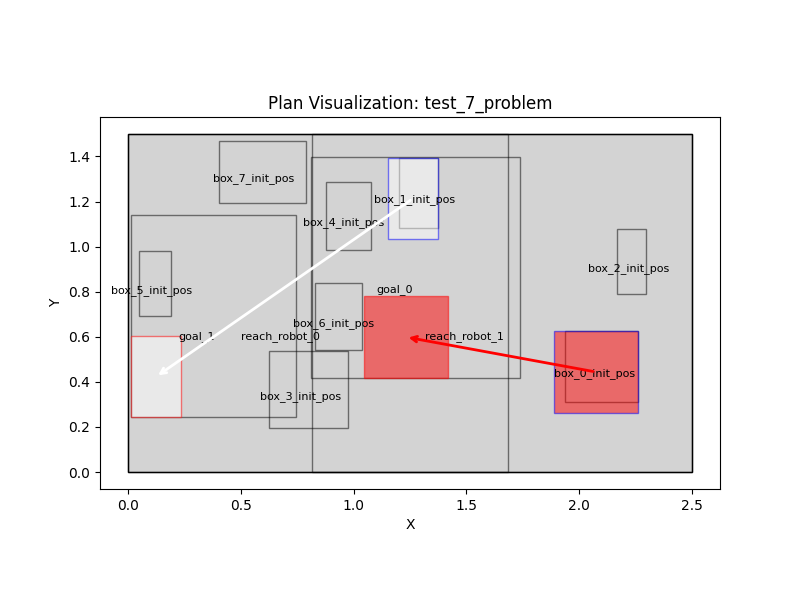 Plan Visualization: test_7_problem
1.4
1.2
1.0
0.8
0.6
0.4
0.2
0.0
Y
box_7_init_pos
box_1_init_pos
box_4_init_pos
box_2_init_pos
box_5_init_pos
goal_0
box_6_init_pos
goal_1
reach_robot_0
reach_robot_1
box_0_init_pos
box_3_init_pos
0.0 0.5 1.0 1.5 2.0 2.5
X